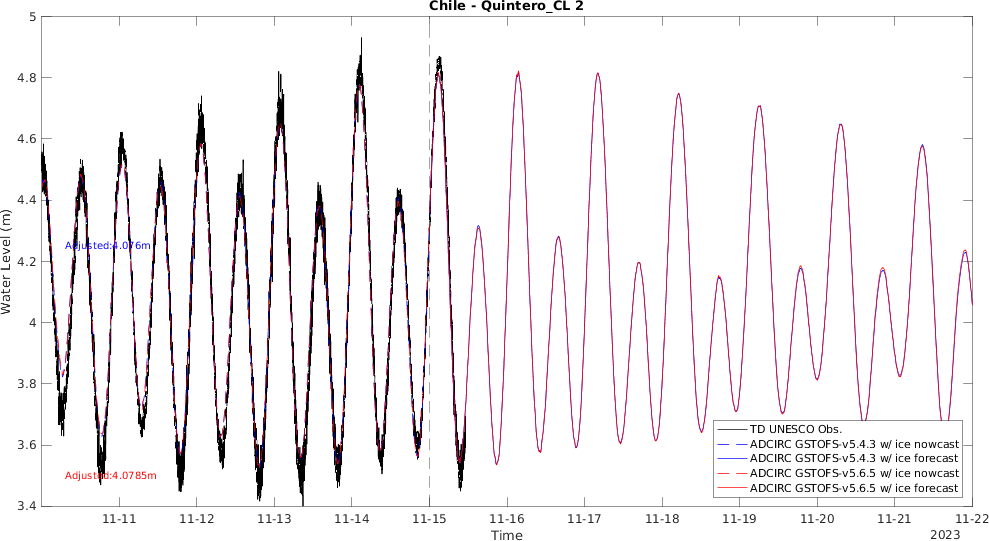 Chile - Quintero_CL 2
5
4.8
4.6
4.4
4.2
4
3.8
3.6
3.4
Water Level (m)
Adjusted:4.076m
Adjusted:4.0785m
TD UNESCO Obs.
ADCIRC GSTOFS-v5.4.3 w/ ice nowcast
ADCIRC GSTOFS-v5.4.3 w/ ice forecast
ADCIRC GSTOFS-v5.6.5 w/ ice nowcast
ADCIRC GSTOFS-v5.6.5 w/ ice forecast
11-11 11-12 11-13 11-14 11-15 11-16 11-17 11-18 11-19 11-20 11-21 11-22
Time
2023